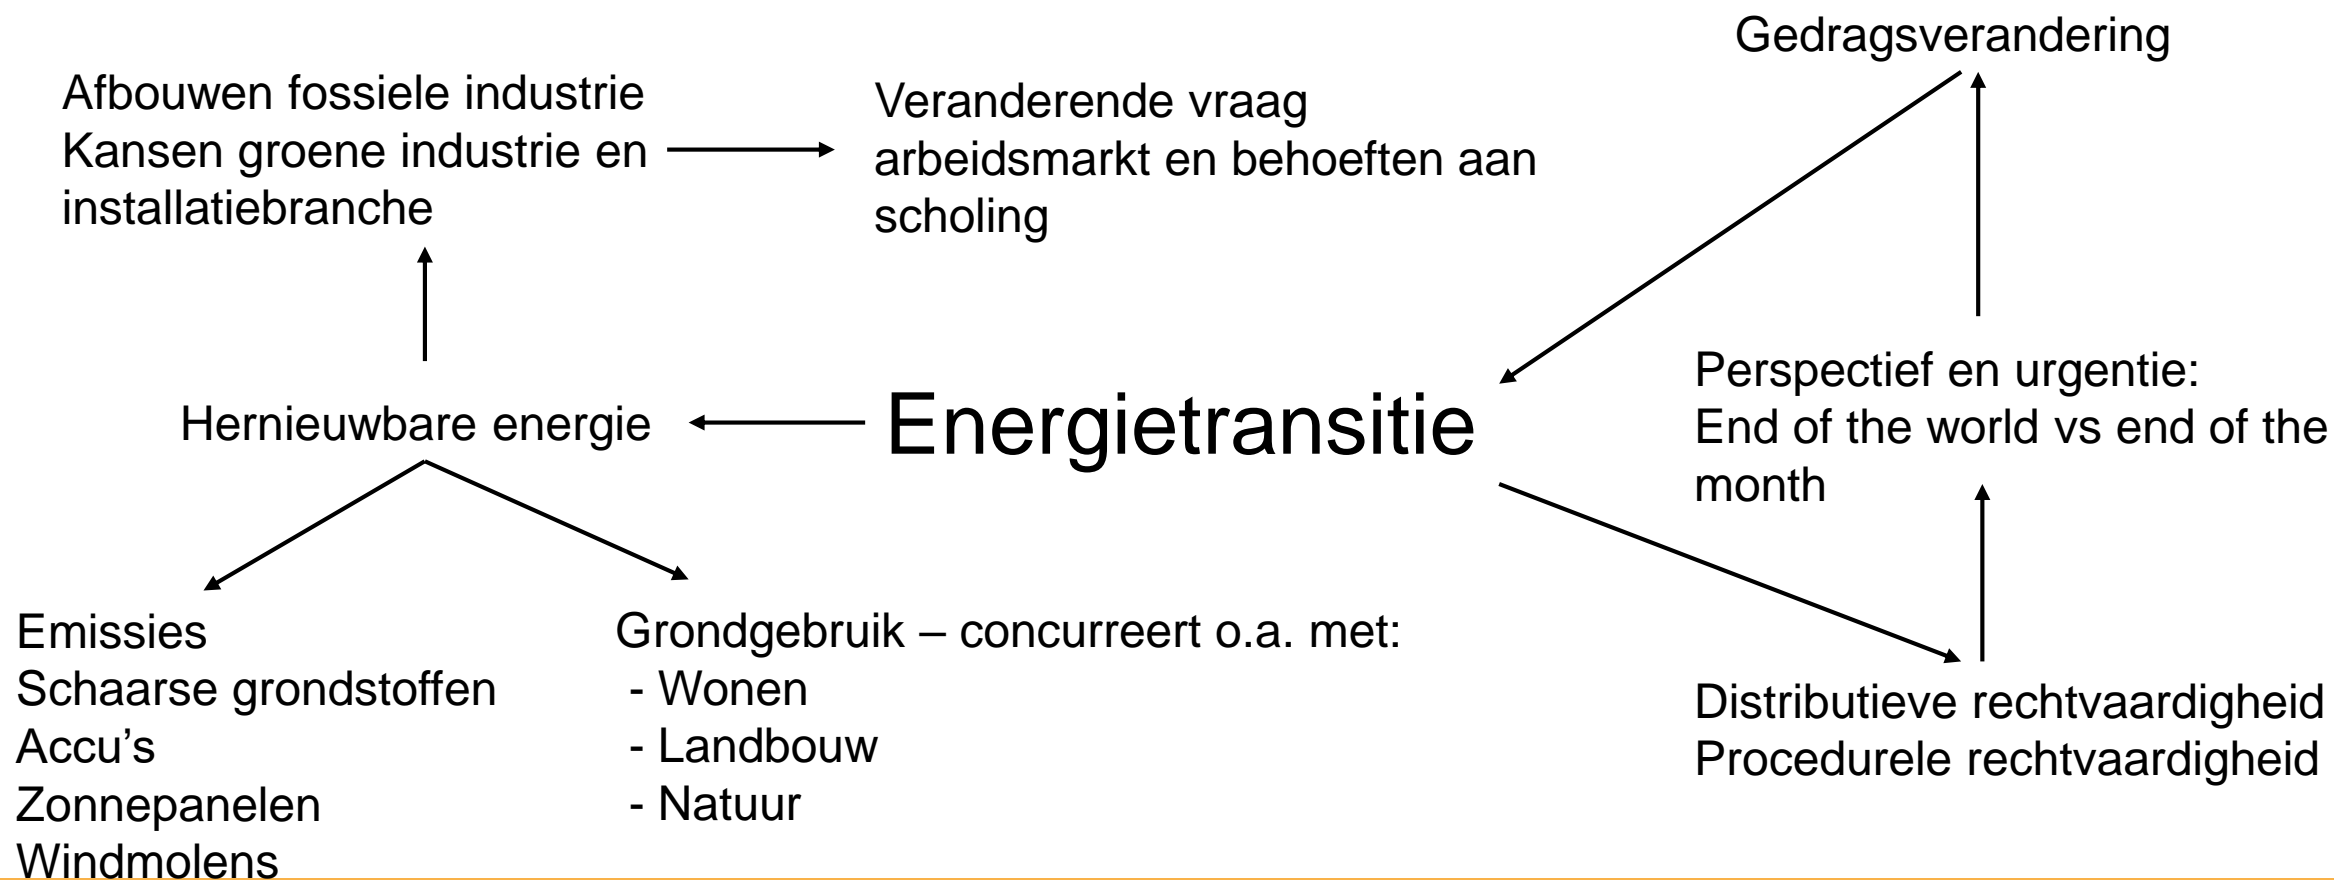 Gedragsverandering
Afbouwen fossiele industrie
Kansen groene industrie en
installatiebranche
Veranderende vraag
arbeidsmarkt en behoeften aan
scholing
Hernieuwbare energie
Energietransitie
Perspectief en urgentie:
End of the world vs end of the
month
Emissies
Schaarse grondstoffen
Accu’s
Zonnepanelen
Windmolens
Grondgebruik – concurreert o.a. met:
- Wonen
- Landbouw
- Natuur
Distributieve rechtvaardigheid
Procedurele rechtvaardigheid